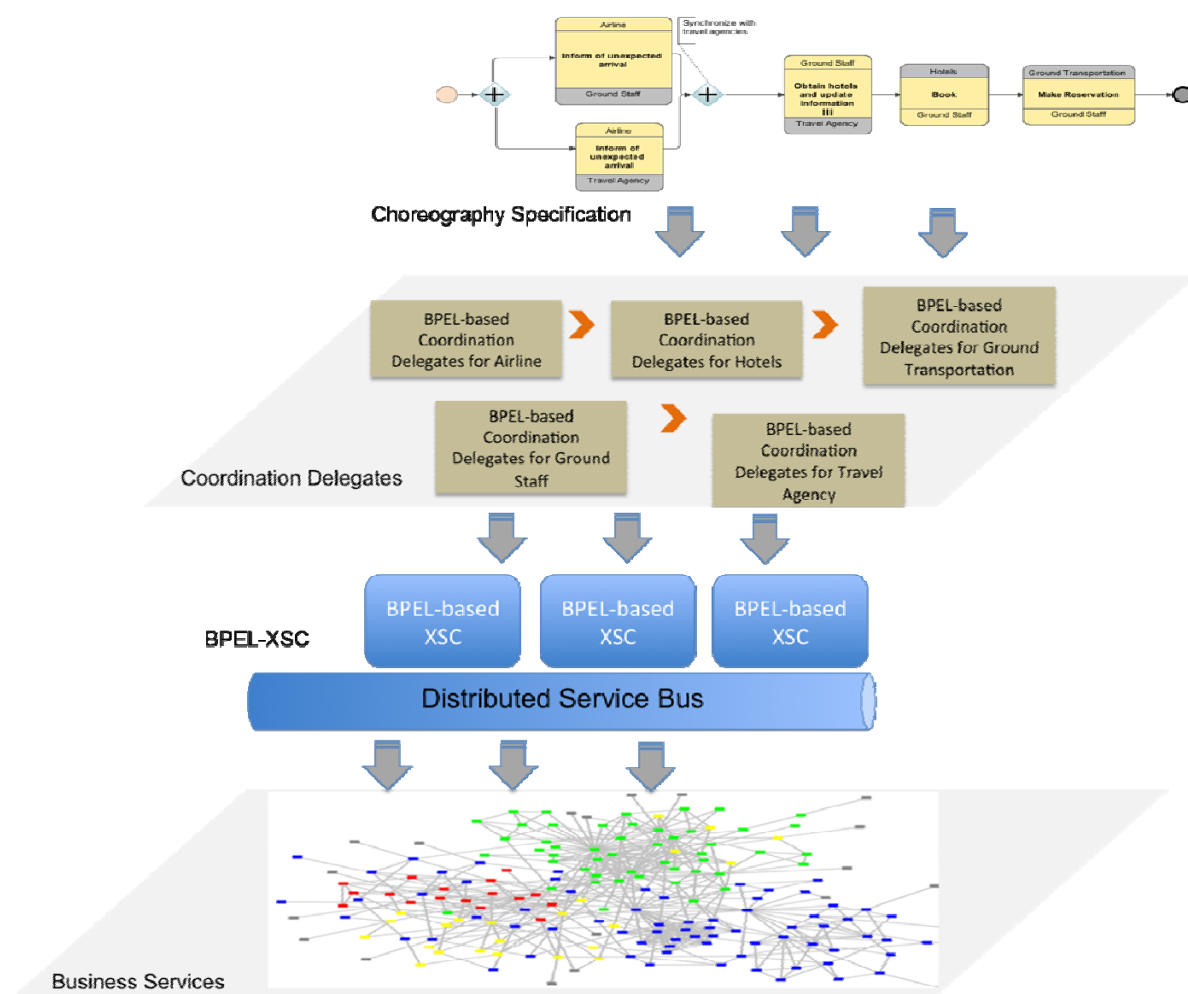 Airline
Inform of unexpected
arrival
Ground Staff
Synchronize with
travel agencies
Airline
Inform of
unexpected
arrival
Travel Agency
Ground Staff
Obtain hotels
and update
information
Travel Agency
Hotels
Book
Ground Staff
Ground Transportation
Make Reservation
Ground Staff
Choreography Specification
BPEL-based
Coordination
Delegates for Airline
BPEL-based
Coordination
Delegates for Hotels
BPEL-based
Coordination
Delegates for Ground
Transportation
BPEL-based
Coordination
Delegates for Ground
Staff
BPEL-based
Coordination
Delegates for Travel
Agency
Coordination Delegates
BPEL-based
XSC
BPEL-based
XSC
BPEL-based
XSC
BPEL-XSC
Distributed Service Bus
Business Services